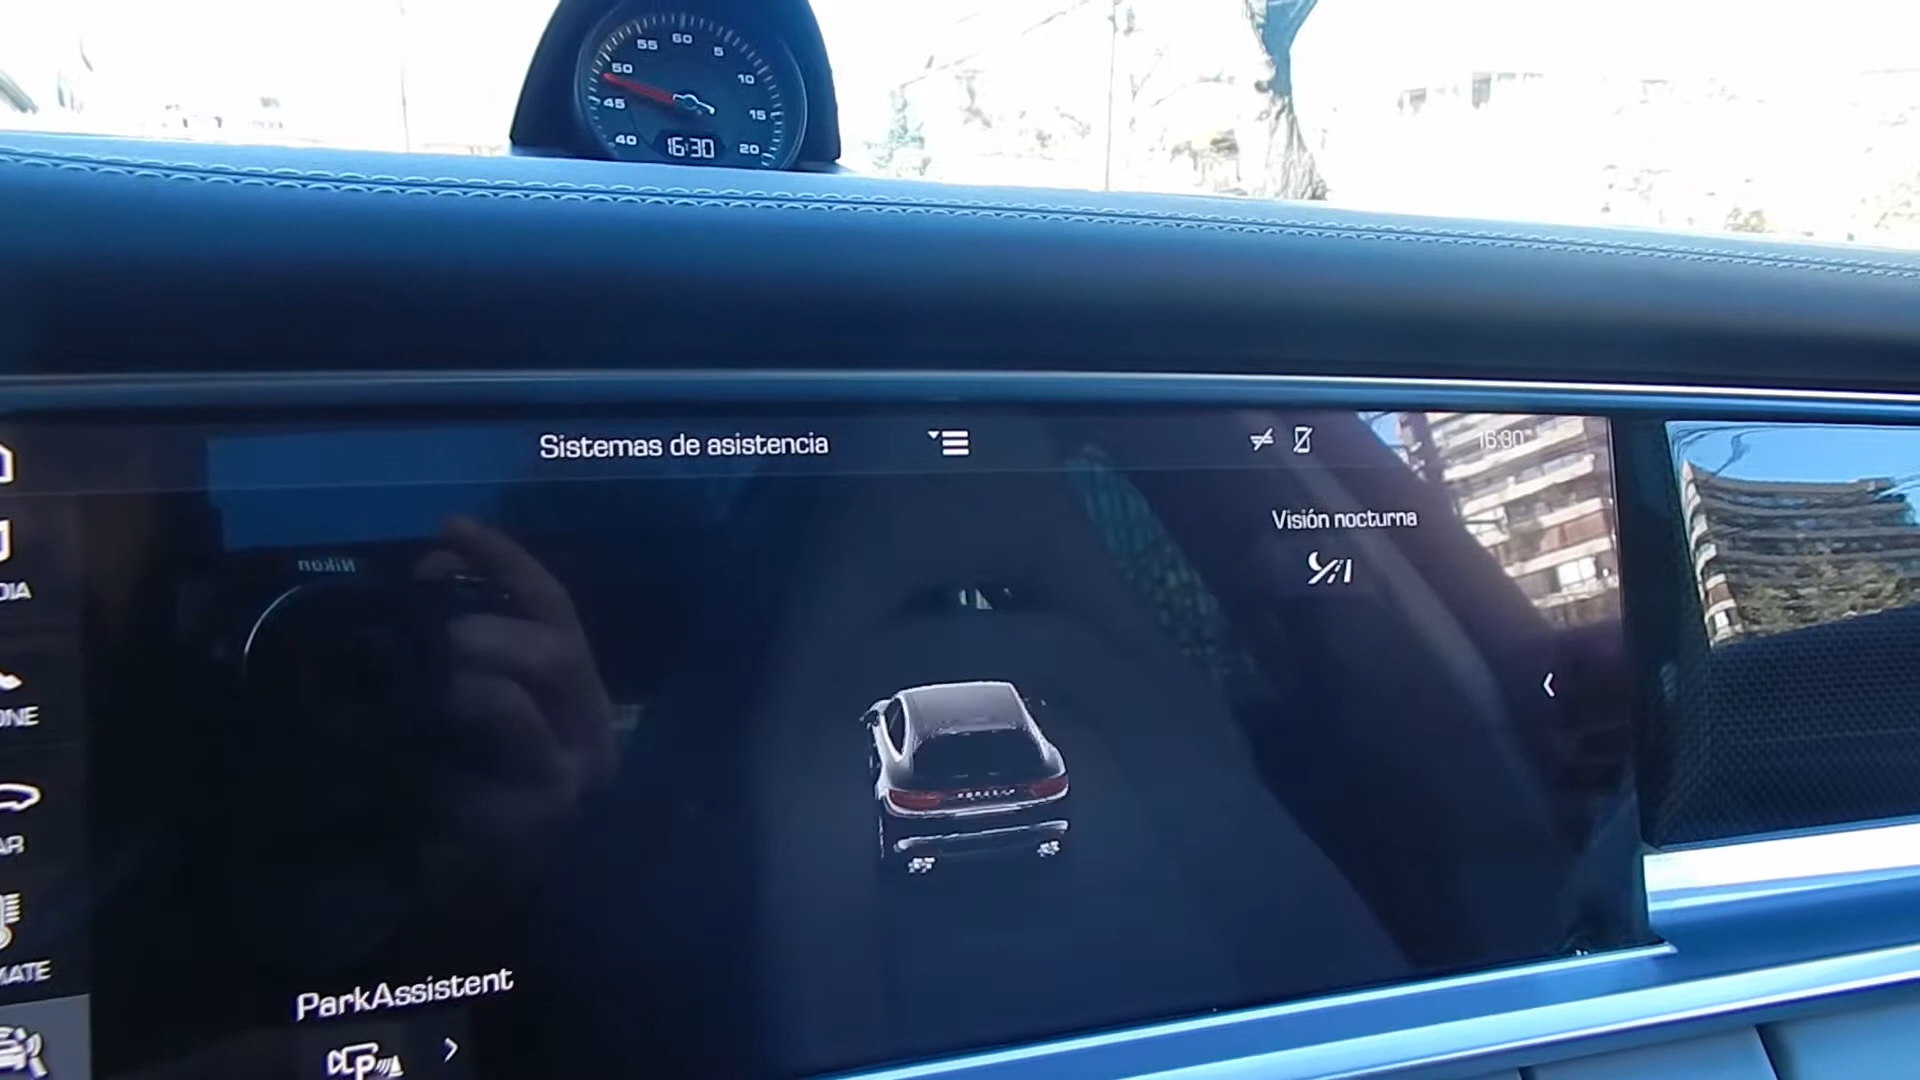 60
55
5
50
10
45
15
40
20
16:30
Sistemas de asistencia
16:30
Visión nocturna
Nikon
DIA
ONE
AR
MATE
ParkAssistent
P